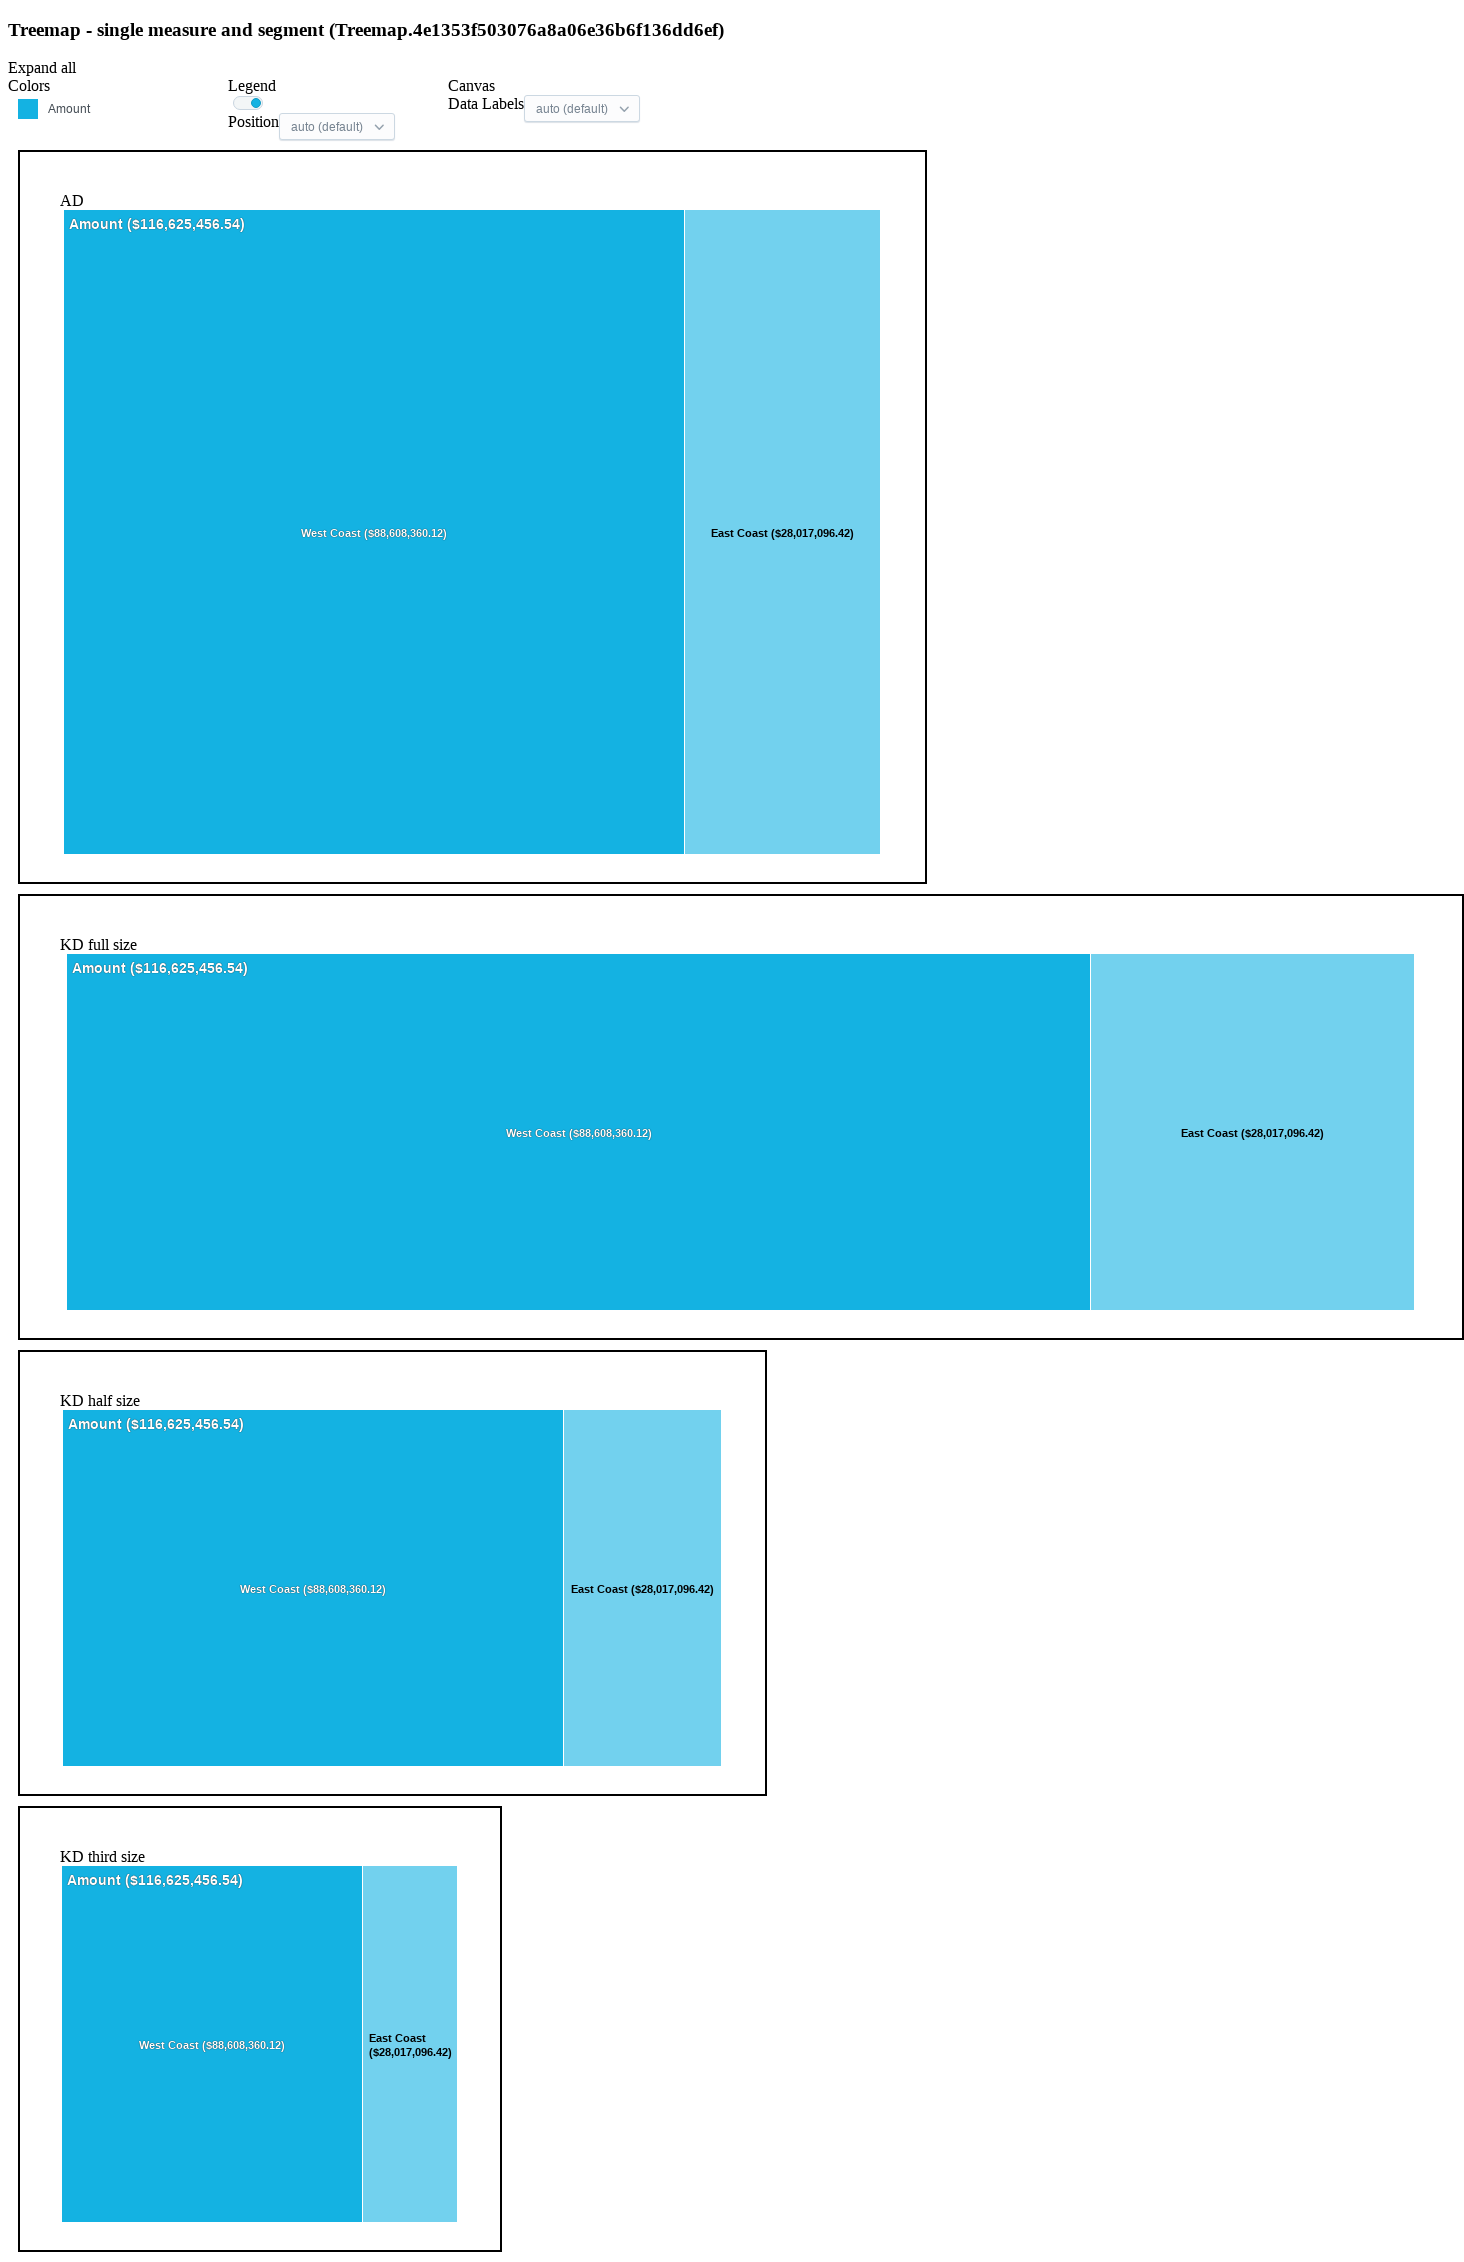 Treemap - single measure and segment (Treemap.4e1353f503076a8a06e36b6f136dd6ef)
Expand all
Colors
Amount
Legend
Position auto (default)
Canvas
Data Labels auto (default)
AD
Amount ($116,625,456.54)
West Coast ($88,608,360.12)
East Coast ($28,017,096.42)
KD full size
Amount ($116,625,456.54)
West Coast ($88,608,360.12)
East Coast ($28,017,096.42)
KD half size
Amount ($116,625,456.54)
West Coast ($88,608,360.12)
East Coast ($28,017,096.42)
KD third size
Amount ($116,625,456.54)
West Coast ($88,608,360.12)
East Coast
($28,017,096.42)